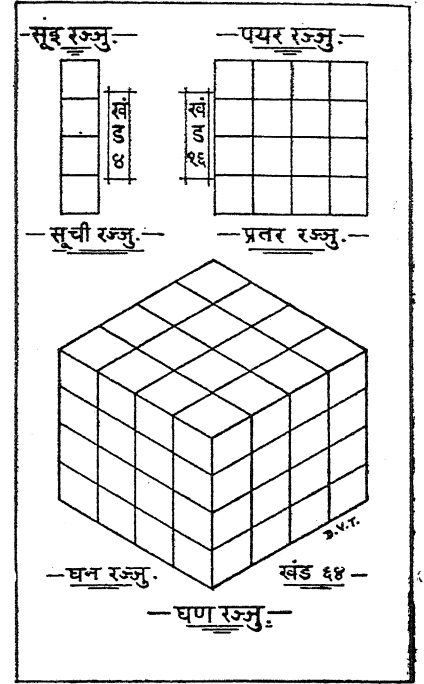 -सूइ रज्जु.-
-पयर रज्जु.-
खं
ड
४
खं
ड
१६
-सूची रज्जु.-
-प्रतर रज्जु.-
D.V.T.
-घन रज्जु.
खंड ६४-
-घण रज्जु.-